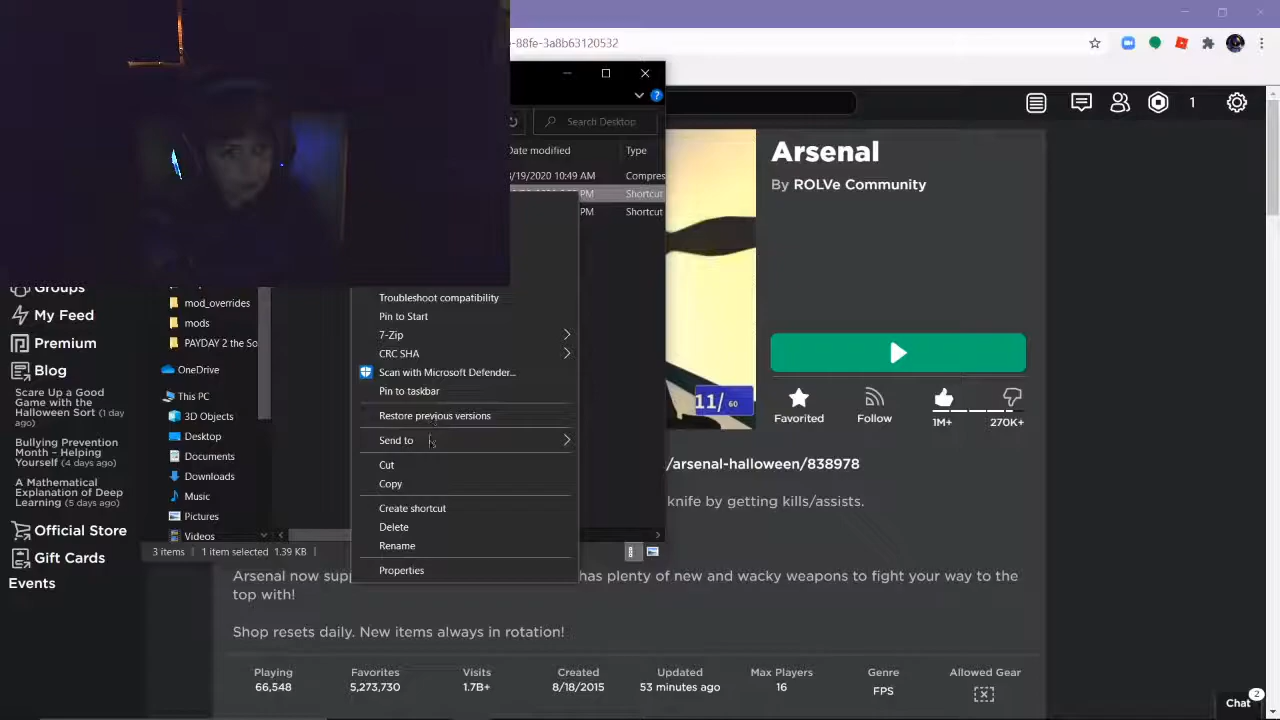 -88fe-3a8b63120532
1
Search Desktop
Date modified
Type
/19/2020 10:49 AM
Compres
PM
Shortcut
PM
Shortcut
Arsenal
By ROLVe Community
Groups
My Feed
Premium
Blog
Scare Up a Good
Game with the
Halloween Sort (1 day
ago)
Bullying Prevention
Month – Helping
Yourself (4 days ago)
A Mathematical
Explanation of Deep
Learning (5 days ago)
Official Store
Gift Cards
Events
mod_overrides
mods
PAYDAY 2 the So
OneDrive
This PC
3D Objects
Desktop
Documents
Downloads
Music
Pictures
Videos
3 items
1 item selected 1.39 KB
Troubleshoot compatibility
Pin to Start
7-Zip
CRC SHA
Scan with Microsoft Defender...
Pin to taskbar
Restore previous versions
Send to
Cut
Copy
Create shortcut
Delete
Rename
Properties
11/ 60
Favorited
Follow
1M+
270K+
/arsenal-halloween/838978
knife by getting kills/assists.
Arsenal now supp
has plenty of new and wacky weapons to fight your way to the
top with!
Shop resets daily. New items always in rotation!
Playing
Favorites
Visits
Created
Updated
Max Players
Genre
Allowed Gear
66,548
5,273,730
1.7B+
8/18/2015
53 minutes ago
16
FPS
Chat
2